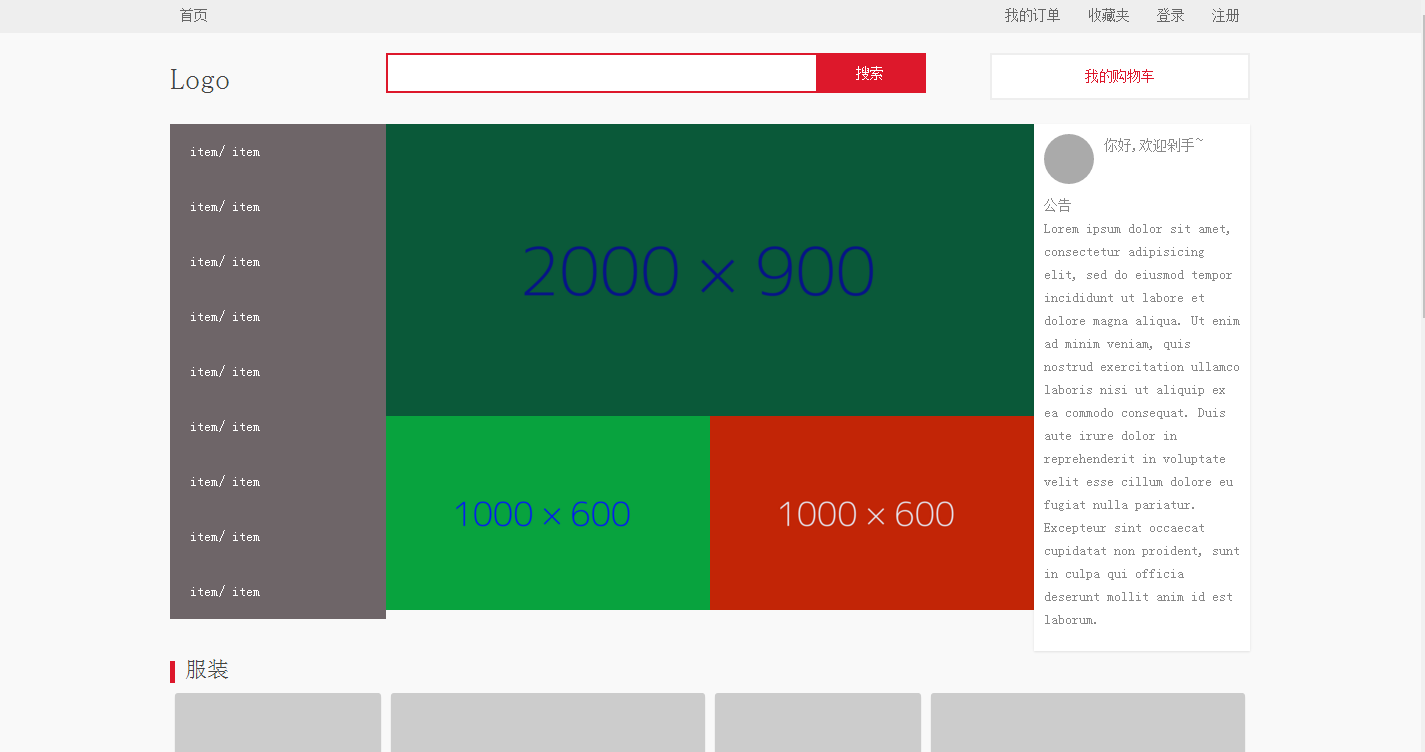 首页 我的订单 收藏夹 登录 注册
Logo
搜索
我的购物车
item/ item
item/ item
item/ item
item/ item
item/ item
item/ item
item/ item
item/ item
item/ item
2000 × 900
1000 × 600
1000 × 600
你好,欢迎剁手~
公告
Lorem ipsum dolor sit amet,
consectetur adipisicing
elit, sed do eiusmod tempor
incididunt ut labore et
dolore magna aliqua. Ut enim
ad minim veniam, quis
nostrud exercitation ullamco
laboris nisi ut aliquip ex
ea commodo consequat. Duis
aute irure dolor in
reprehenderit in voluptate
velit esse cillum dolore eu
fugiat nulla pariatur.
Excepteur sint occaecat
cupidatat non proident, sunt
in culpa qui officia
deserunt mollit anim id est
laborum.
服装